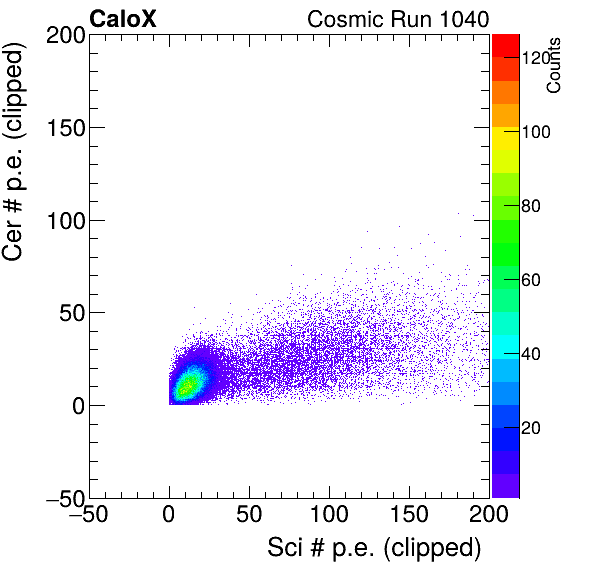 CaloX Cosmic Run 1040
200
150
100
50
0
−50
−50 0 50 100 150 200
Cer # p.e. (clipped)
Sci # p.e. (clipped)
120
100
80
60
40
20
Counts